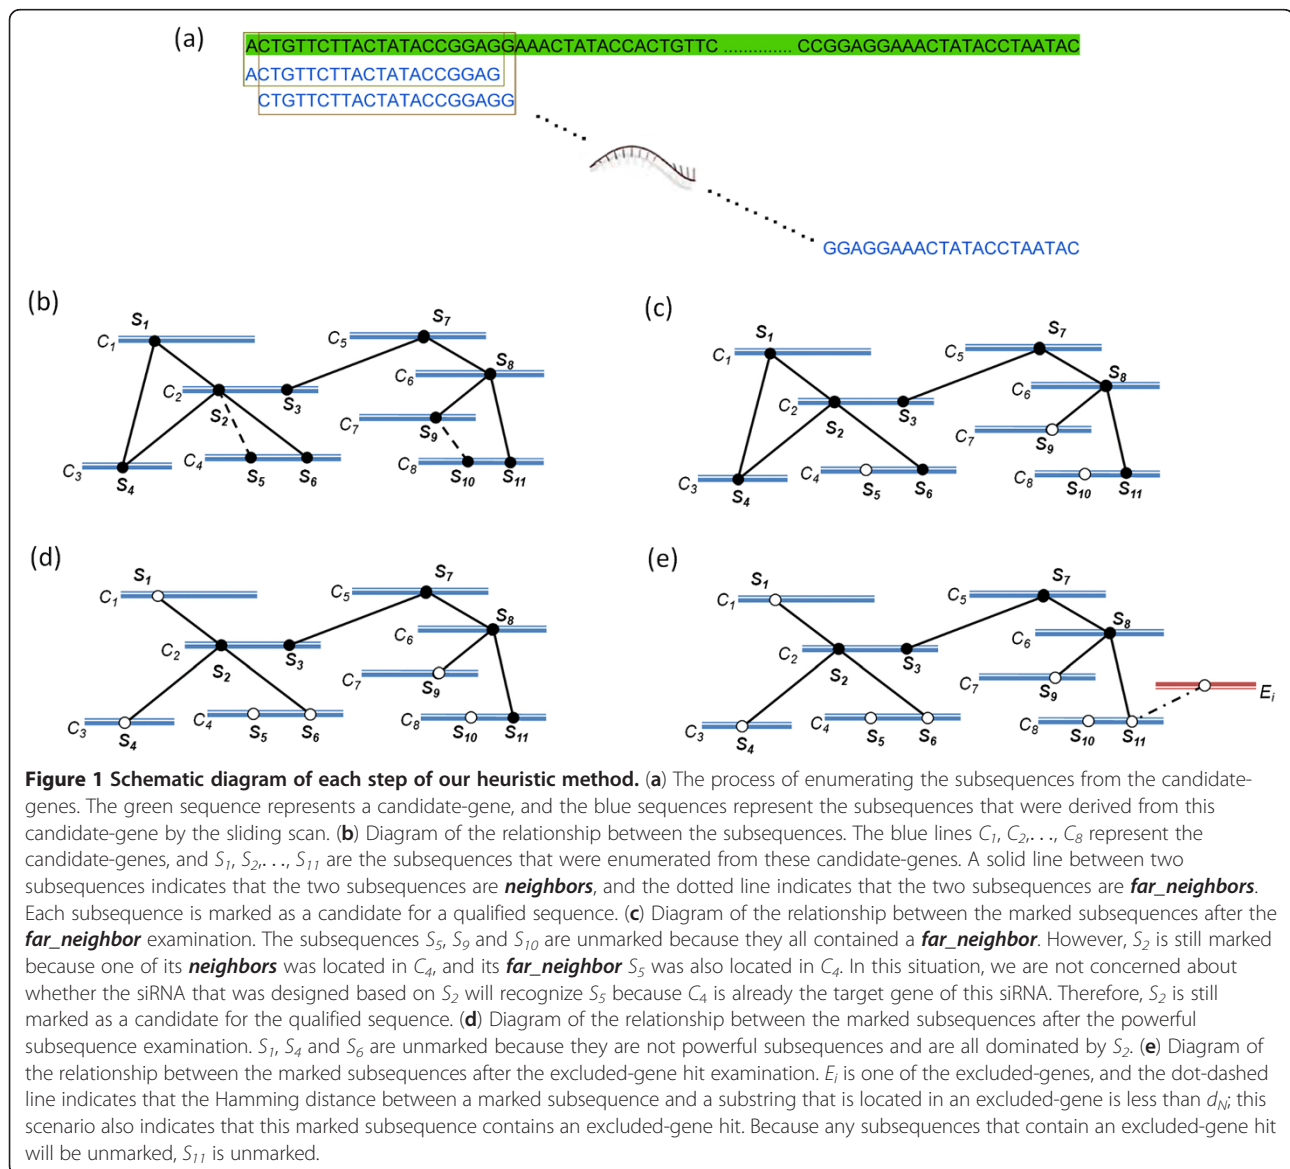 (a)
ACTGTTCTTACTATACCGGAGGAAACTATACCACTGTTC .............. CCGGAGGAAACTATACCTAATAC
ACTGTTCTTACTATACCGGAG
CTGTTCTTACTATACCGGAGG
GGAGGAAACTATACCTAATAC
(b)
S1
C1
S7
C5
S8
C6
C2
S2
S3
C7
S9
C3
S4
C4
S5
S6
C8
S10
S11
(c)
S1
C1
S7
C5
S8
C6
C2
S2
S3
C7
S9
C3
S4
C4
S5
S6
C8
S10
S11
(d)
S1
C1
S7
C5
S8
C6
C2
S2
S3
C7
S9
C3
S4
C4
S5
S6
C8
S10
S11
(e)
S1
C1
S7
C5
S8
C6
C2
S2
S3
C7
S9
Ei
C3
S4
C4
S5
S6
C8
S10
S11
Figure 1 Schematic diagram of each step of our heuristic method. (a) The process of enumerating the subsequences from the candidate-
genes. The green sequence represents a candidate-gene, and the blue sequences represent the subsequences that were derived from this
candidate-gene by the sliding scan. (b) Diagram of the relationship between the subsequences. The blue lines C1, C2,. . ., C8 represent the
candidate-genes, and S1, S2,. . ., S11 are the subsequences that were enumerated from these candidate-genes. A solid line between two
subsequences indicates that the two subsequences are neighbors, and the dotted line indicates that the two subsequences are far_neighbors.
Each subsequence is marked as a candidate for a qualified sequence. (c) Diagram of the relationship between the marked subsequences after the
far_neighbor examination. The subsequences S5, S9 and S10 are unmarked because they all contained a far_neighbor. However, S2 is still marked
because one of its neighbors was located in C4, and its far_neighbor S5 was also located in C4. In this situation, we are not concerned about
whether the siRNA that was designed based on S2 will recognize S5 because C4 is already the target gene of this siRNA. Therefore, S2 is still
marked as a candidate for the qualified sequence. (d) Diagram of the relationship between the marked subsequences after the powerful
subsequence examination. S1, S4 and S6 are unmarked because they are not powerful subsequences and are all dominated by S2. (e) Diagram of
the relationship between the marked subsequences after the excluded-gene hit examination. Ei is one of the excluded-genes, and the dot-dashed
line indicates that the Hamming distance between a marked subsequence and a substring that is located in an excluded-gene is less than dN; this
scenario also indicates that this marked subsequence contains an excluded-gene hit. Because any subsequences that contain an excluded-gene hit
will be unmarked, S11 is unmarked.